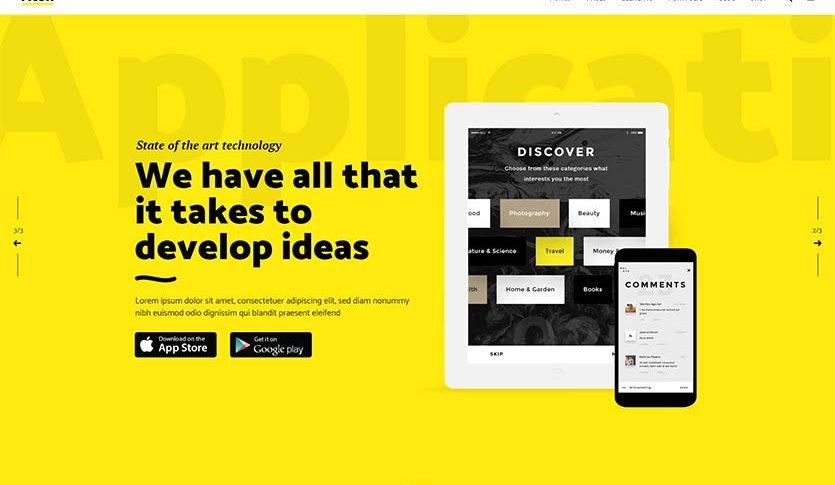 Applicati
State of the art technology
We have all that
it takes to
develop ideas
Lorem ipsum dolor sit amet, consectetuer adipiscing elit, sed diam nonummy
nibh euismod odio dignissim qui blandit praesent eleifend
Download on the
App Store
Get it on
Google play
3/3
2/3
DISCOVER
Choose from these categories what
interests you the most
ood Photography Beauty Musi
ature & Science Travel Money &
lth Home & Garden Books
SKIP
COMMENTS